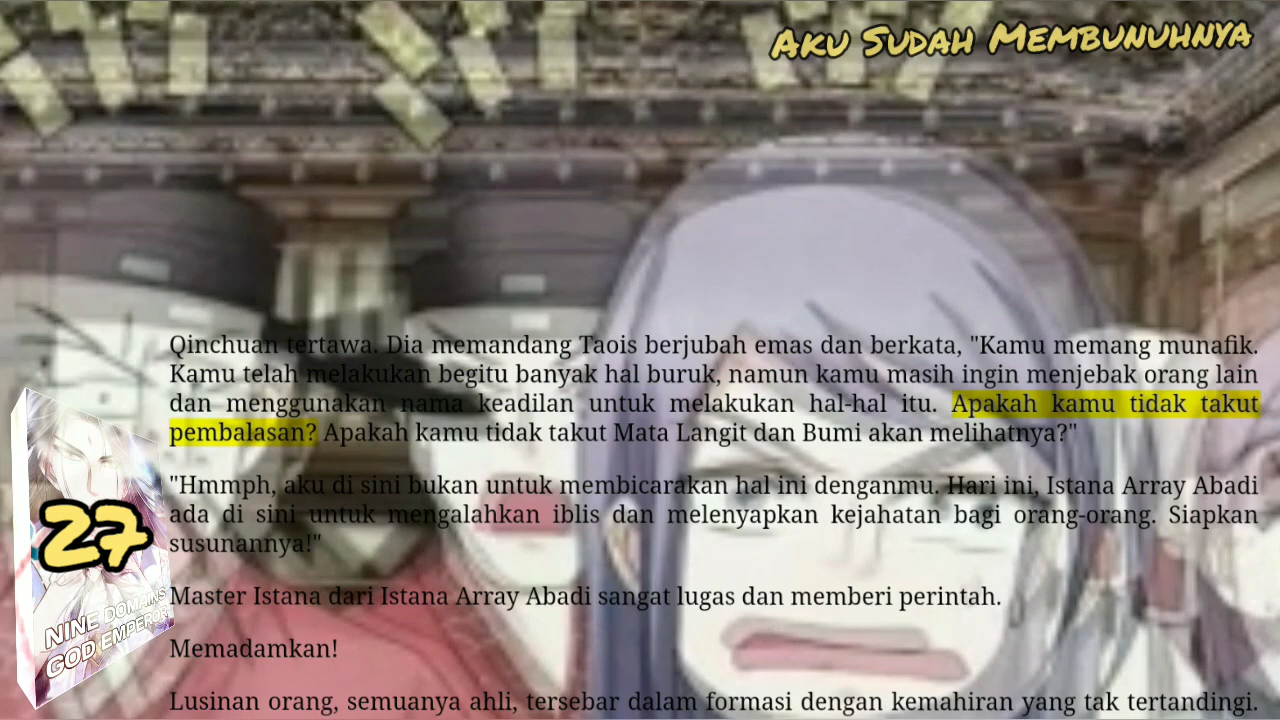 Aku Sudah Membunuhnya
Qinchuan tertawa. Dia memandang Taois berjubah emas dan berkata, "Kamu memang munafik.
Kamu telah melakukan begitu banyak hal buruk, namun kamu masih ingin menjebak orang lain
dan menggunakan nama keadilan untuk melakukan hal-hal itu. Apakah kamu tidak takut
pembalasan? Apakah kamu tidak takut Mata Langit dan Bumi akan melihatnya?"
"Hmmph, aku di sini bukan untuk membicarakan hal ini denganmu. Hari ini, Istana Array Abadi
ada di sini untuk mengalahkan iblis dan melenyapkan kejahatan bagi orang-orang. Siapkan
susunannya!"
Master Istana dari Istana Array Abadi sangat lugas dan memberi perintah.
Memadamkan!
Lusinan orang, semuanya ahli, tersebar dalam formasi dengan kemahiran yang tak tertandingi.
27
NINE DOMAINS
GOD EMPEROR